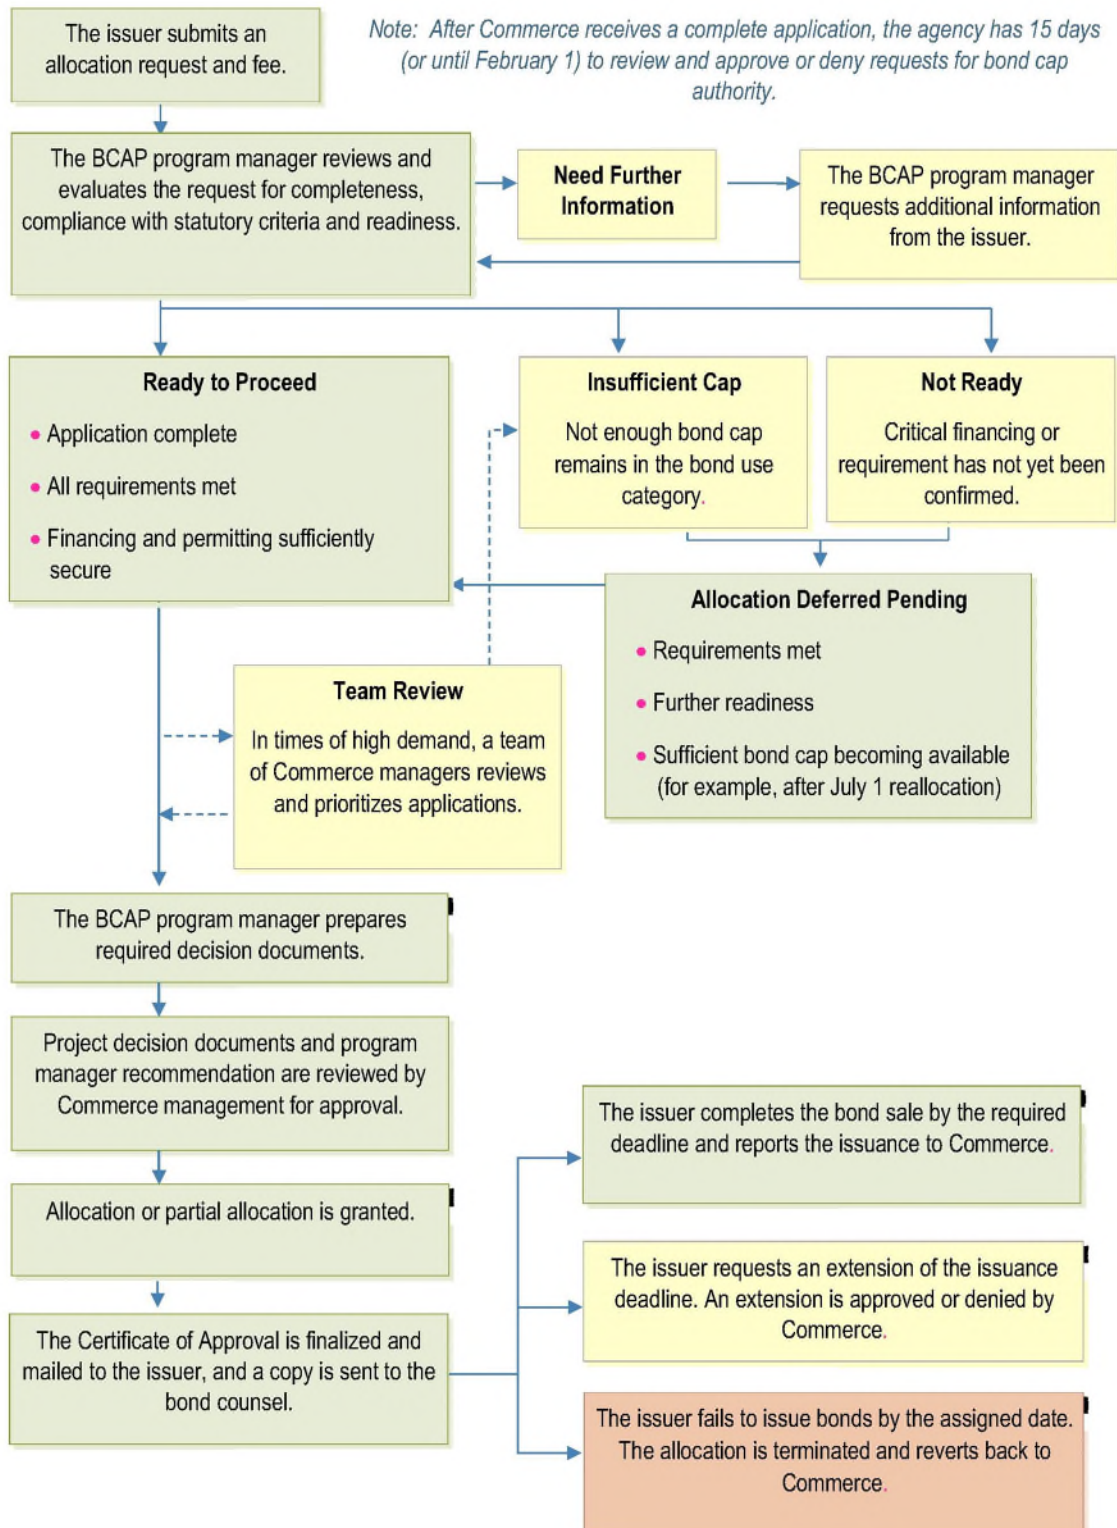 The issuer submits an
allocation request and fee.
Note:  After Commerce receives a complete application, the agency has 15 days
(or until February 1) to review and approve or deny requests for bond cap
authority.
The BCAP program manager reviews and
evaluates the request for completeness,
compliance with statutory criteria and readiness.
Need Further
Information
The BCAP program manager
requests additional information
from the issuer.
Ready to Proceed
• Application complete
• All requirements met
• Financing and permitting sufficiently
secure
Insufficient Cap
Not enough bond cap
remains in the bond use
category.
Not Ready
Critical financing or
requirement has not yet been
confirmed.
Allocation Deferred Pending
• Requirements met
• Further readiness
• Sufficient bond cap becoming available
(for example, after July 1 reallocation)
Team Review
In times of high demand, a team
of Commerce managers reviews
and prioritizes applications.
The BCAP program manager prepares
required decision documents.
Project decision documents and program
manager recommendation are reviewed by
Commerce management for approval.
Allocation or partial allocation is granted.
The Certificate of Approval is finalized and
mailed to the issuer, and a copy is sent to the
bond counsel.
The issuer completes the bond sale by the required
deadline and reports the issuance to Commerce.
The issuer requests an extension of the issuance
deadline. An extension is approved or denied by
Commerce.
The issuer fails to issue bonds by the assigned date.
The allocation is terminated and reverts back to
Commerce.